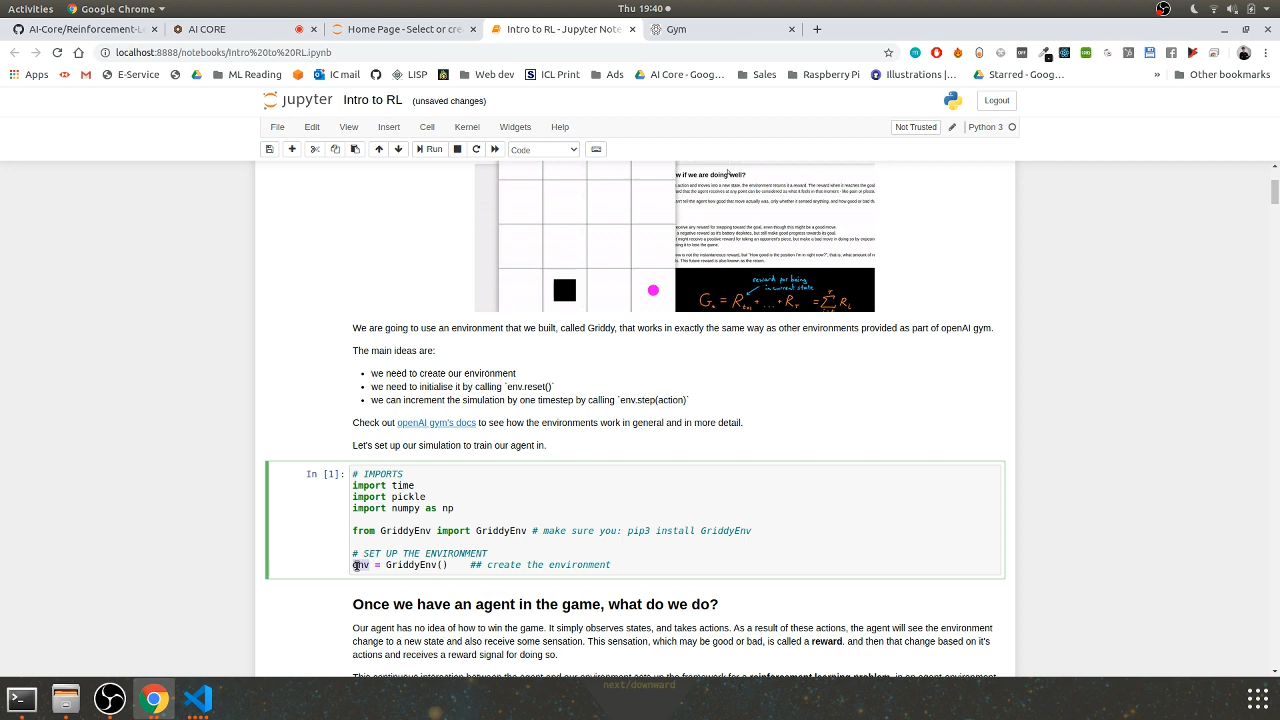 Activities
Google Chrome
Thu 19:40
AI-Core/Reinforcement-Le
AI CORE
Home Page - Select or cre
Intro to RL - Jupyter Note
Gym
localhost:8888/notebooks/Intro%20to%20RL.ipynb
Apps
E-Service
ML Reading
IC mail
LISP
Web dev
ICL Print
Ads
AI Core - Goog...
Sales
Raspberry Pi
Illustrations |...
Starred - Goog...
»
Other bookmarks
jupyter
Intro to RL
(unsaved changes)
Logout
File
Edit
View
Insert
Cell
Kernel
Widgets
Help
Not Trusted
Python 3
Run
Code
w if we are doing well?
We are going to use an environment that we built, called Griddy, that works in exactly the same way as other environments provided as part of openAI gym.
The main ideas are:
• we need to create our environment
• we need to initialise it by calling `env.reset()`
• we can increment the simulation by one timestep by calling `env.step(action)`
Check out openAI gym's docs to see how the environments work in general and in more detail.
Let's set up our simulation to train our agent in.
In [1]:
# IMPORTS
import time
import pickle
import numpy as np
from GriddyEnv import GriddyEnv # make sure you: pip3 install GriddyEnv
# SET UP THE ENVIRONMENT
env = GriddyEnv() ## create the environment
Once we have an agent in the game, what do we do?
Our agent has no idea of how to win the game. It simply observes states, and takes actions. As a result of these actions, the agent will see the environment
change to a new state and also receive some sensation. This sensation, which may be good or bad, is called a reward. and then that change based on it's
actions and receives a reward signal for doing so.
next/downward